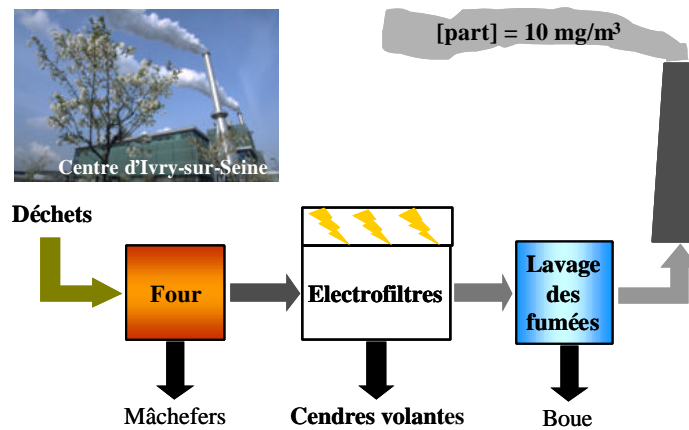 [part] = 10 mg/m³
Centre d'Ivry-sur-Seine
Déchets
Four
Electrofiltres
Lavage
des
fumées
Mâchefers
Cendres volantes
Boue